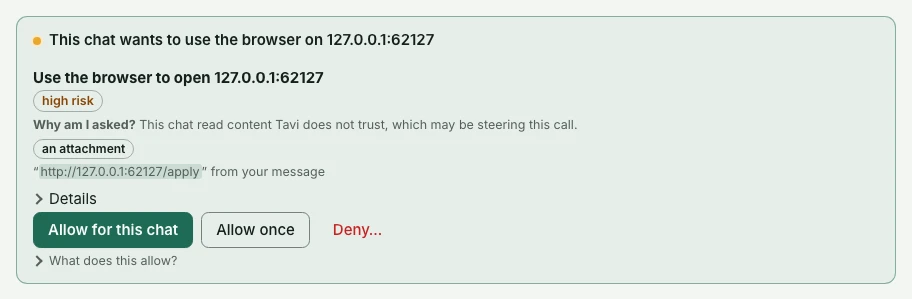 This chat wants to use the browser on 127.0.0.1:62127
Use the browser to open 127.0.0.1:62127
high risk
Why am I asked? This chat read content Tavi does not trust, which may be steering this call.
an attachment
“http://127.0.0.1:62127/apply” from your message
Details
Allow for this chat Allow once Deny...
What does this allow?